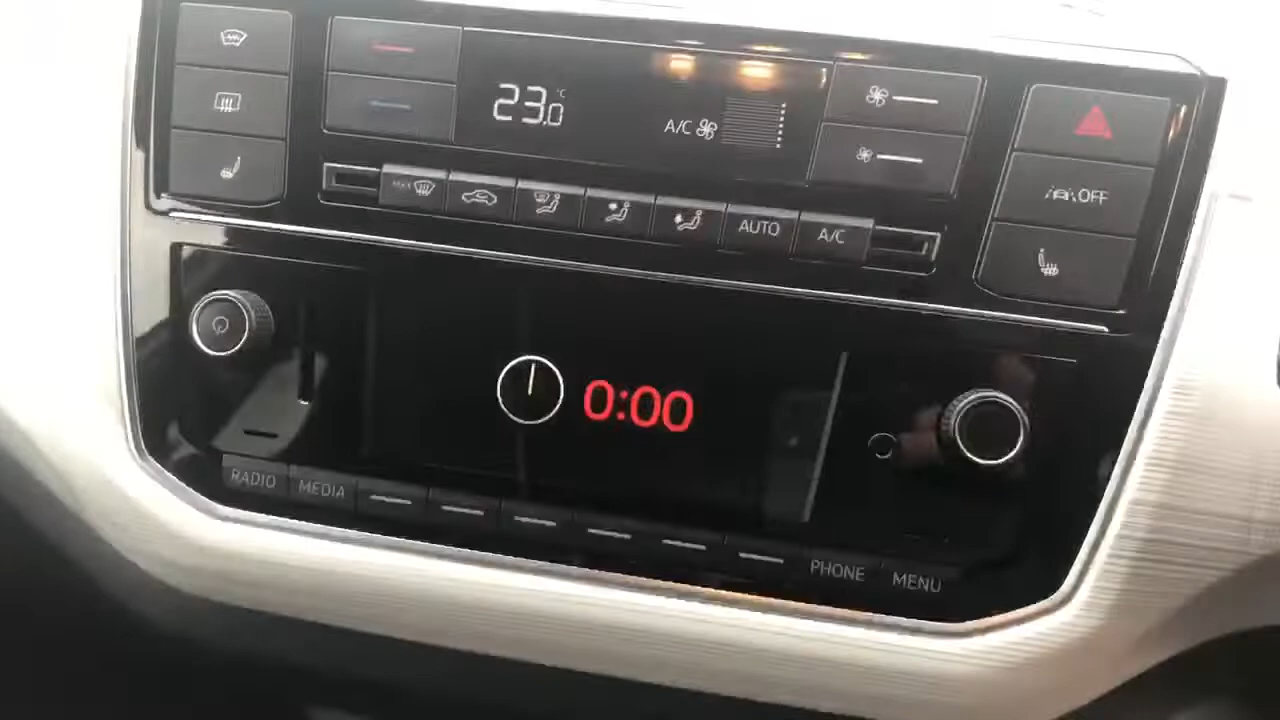 23.0 °C
A/C
MAX
OFF
AUTO
A/C
0:00
RADIO
MEDIA
PHONE
MENU